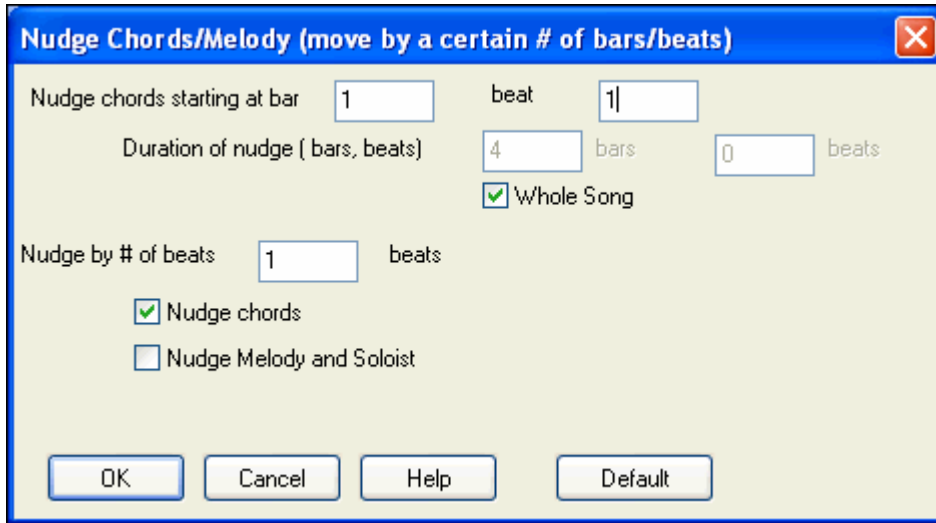 Nudge Chords/Melody (move by a certain # of bars/beats)
Nudge chords starting at bar 1 beat 1
Duration of nudge ( bars, beats) 4 bars 0 beats
Whole Song
Nudge by # of beats 1 beats
Nudge chords
Nudge Melody and Soloist
OK Cancel Help Default